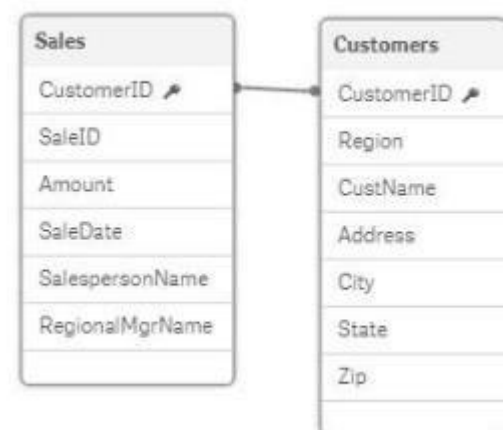 Sales
CustomerID
SaleID
Amount
SaleDate
SalespersonName
RegionalMgrName
Customers
CustomerID
Region
CustName
Address
City
State
Zip